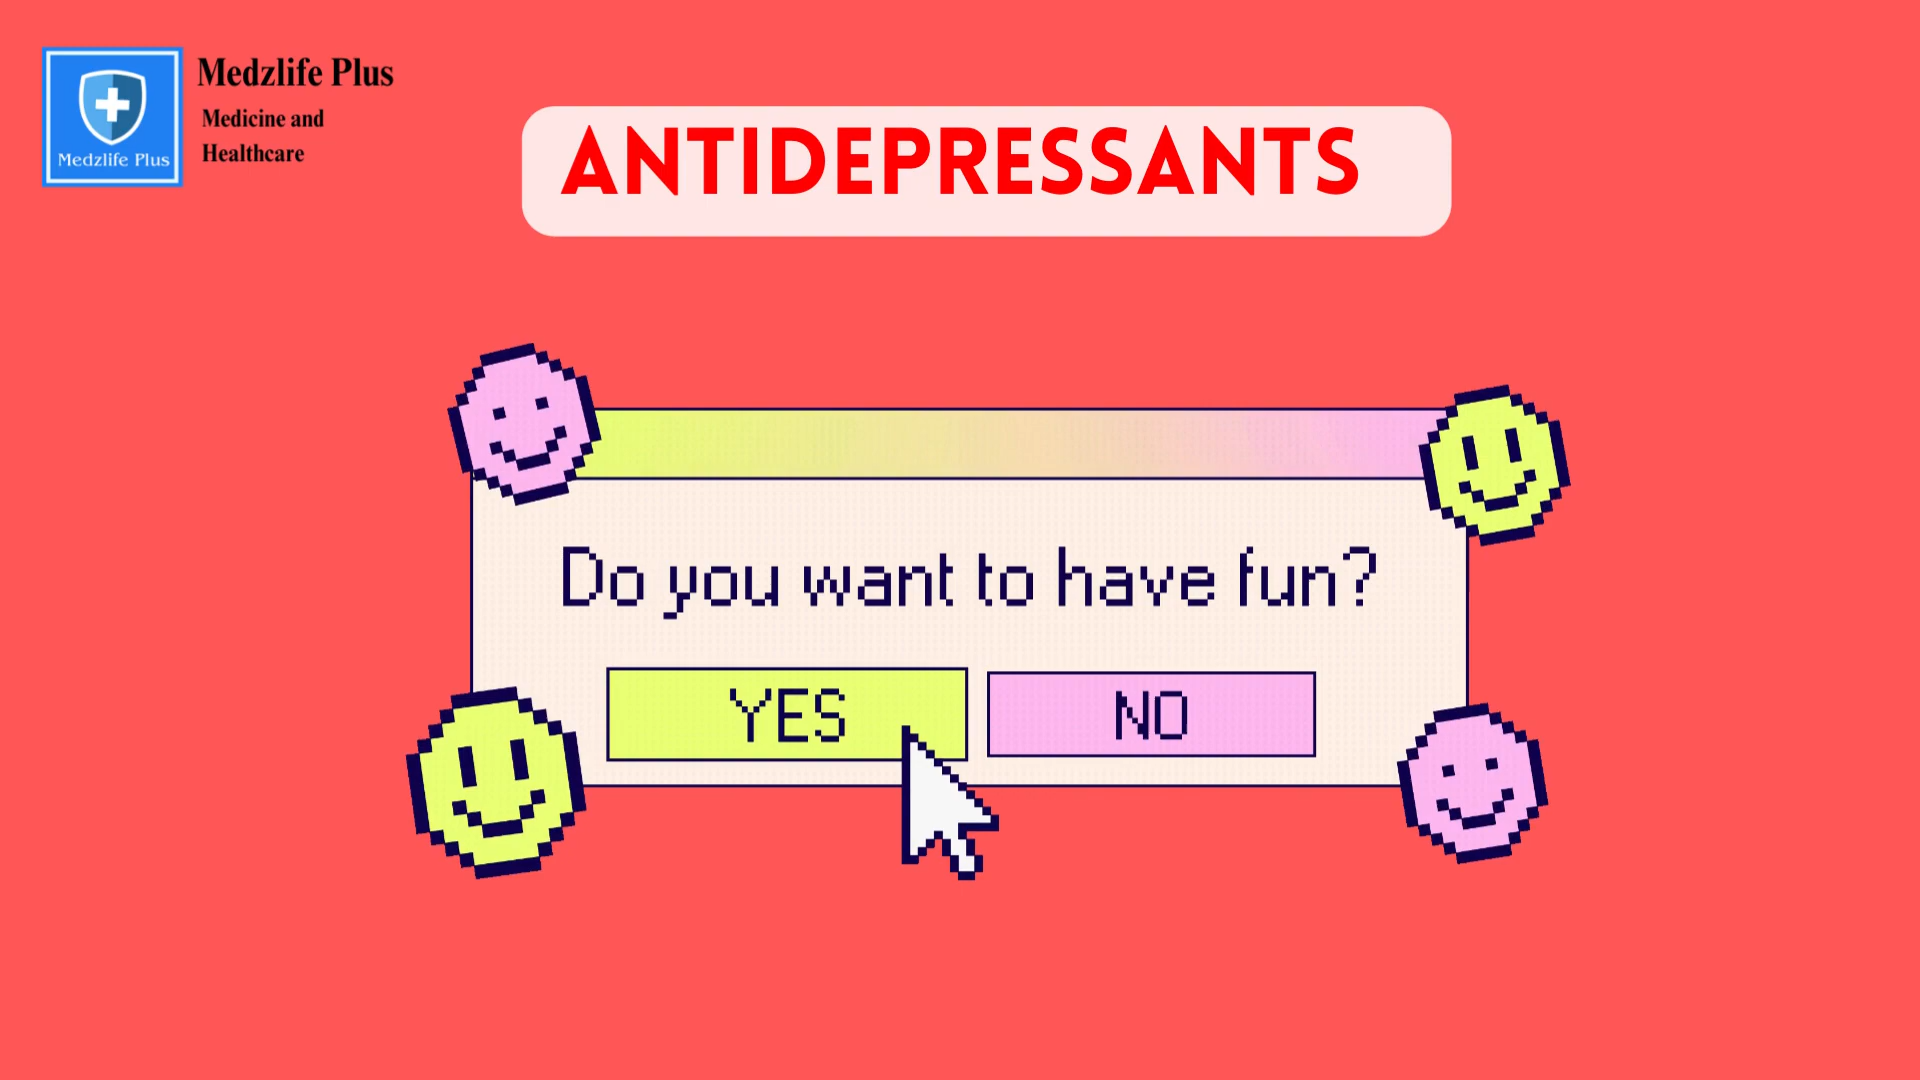 Medzlife Plus
Medicine and
Healthcare
Medzlife Plus
ANTIDEPRESSANTS
Do you want to have fun?
YES
NO